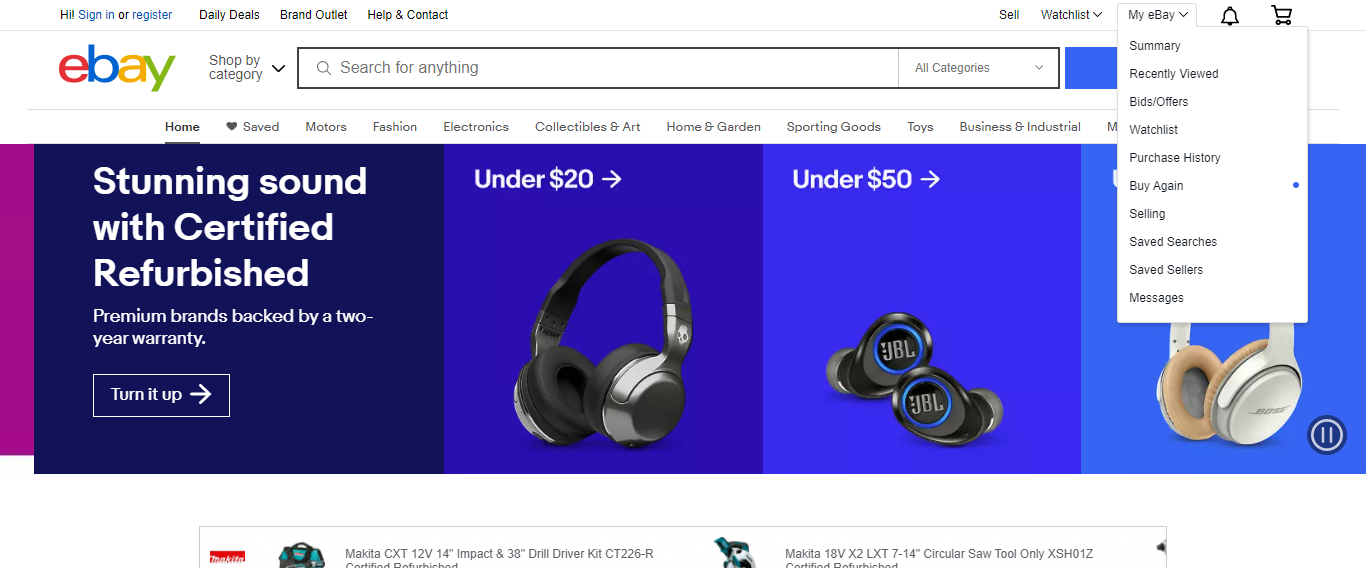 Hi! Sign in or register
Daily Deals
Brand Outlet
Help & Contact
Sell
Watchlist
My eBay
Summary
Recently Viewed
Bids/Offers
Watchlist
Purchase History
Buy Again
Selling
Saved Searches
Saved Sellers
Messages
ebay
Shop by
category
Search for anything
All Categories
Home
Saved
Motors
Fashion
Electronics
Collectibles & Art
Home & Garden
Sporting Goods
Toys
Business & Industrial
M
Stunning sound
with Certified
Refurbished
Premium brands backed by a two-
year warranty.
Turn it up
Under $20
Under $50
JBL
JBL
BOSE
Makita
Makita CXT 12V 14" Impact & 38" Drill Driver Kit CT226-R
Certified Refurbished
Makita 18V X2 LXT 7-14" Circular Saw Tool Only XSH01Z
Certified Refurbished